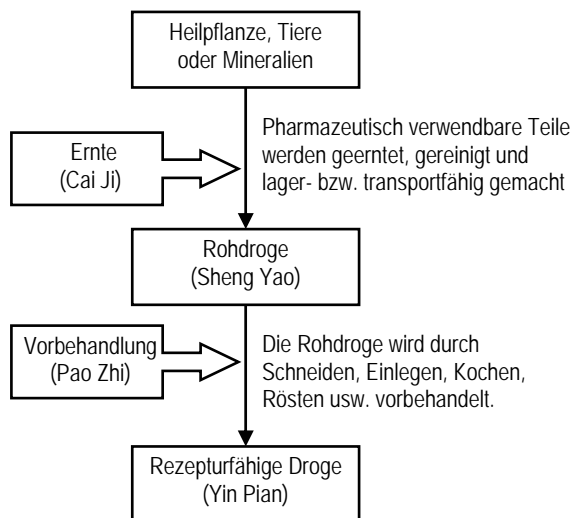 Heilpflanze, Tiere
oder Mineralien
Ernte
(Cai Ji)
Pharmazeutisch verwendbare Teile
werden geerntet, gereinigt und
lager- bzw. transportfähig gemacht
Rohdroge
(Sheng Yao)
Vorbehandlung
(Pao Zhi)
Die Rohdroge wird durch
Schneiden, Einlegen, Kochen,
Rösten usw. vorbehandelt.
Rezepturfähige Droge
(Yin Pian)